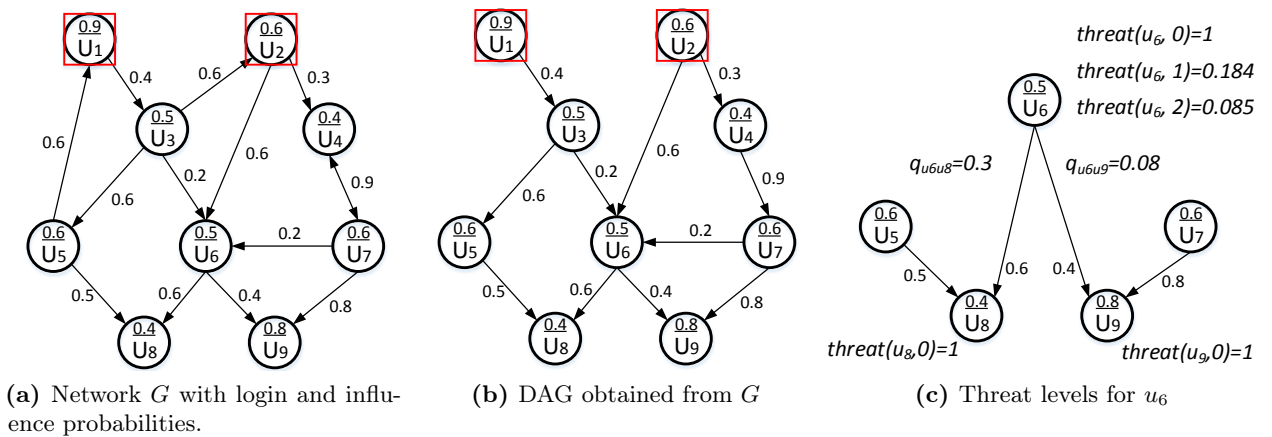 0.9
U1
0.6
U2
0.4
0.6
0.3
0.5
U3
0.4
U4
0.6
0.2
0.6
0.9
0.6
0.6
U5
0.5
U6
0.2
0.6
U7
0.5
0.6
0.4
0.8
0.4
U8
0.8
U9
(a) Network G with login and influ-
ence probabilities.
0.9
U1
0.6
U2
0.4
0.3
0.5
U3
0.4
U4
0.6
0.2
0.6
0.9
0.6
U5
0.5
U6
0.2
0.6
U7
0.5
0.6
0.4
0.8
0.4
U8
0.8
U9
(b) DAG obtained from G
threat(u6, 0)=1
threat(u6, 1)=0.184
threat(u6, 2)=0.085
0.5
U6
qu6u8=0.3
qu6u9=0.08
0.6
U5
0.6
U7
0.5
0.6
0.4
0.8
0.4
U8
0.8
U9
threat(u8,0)=1
threat(u9,0)=1
(c) Threat levels for u6